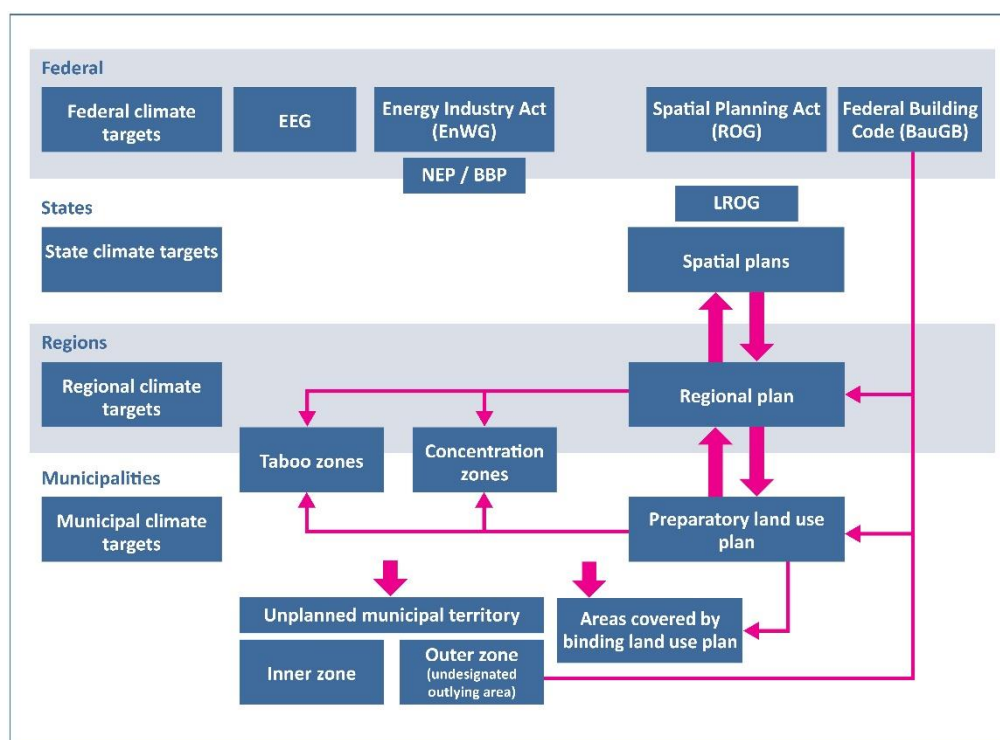 Federal
Federal climate
targets
EEG
Energy Industry Act
(EnWG)
Spatial Planning Act
(ROG)
Federal Building
Code (BauGB)
NEP / BBP
States
LROG
State climate targets
Spatial plans
Regions
Regional climate
targets
Regional plan
Taboo zones
Concentration
zones
Municipalities
Municipal climate
targets
Preparatory land use
plan
Unplanned municipal territory
Areas covered by
binding land use plan
Inner zone
Outer zone
(undesignated
outlying area)